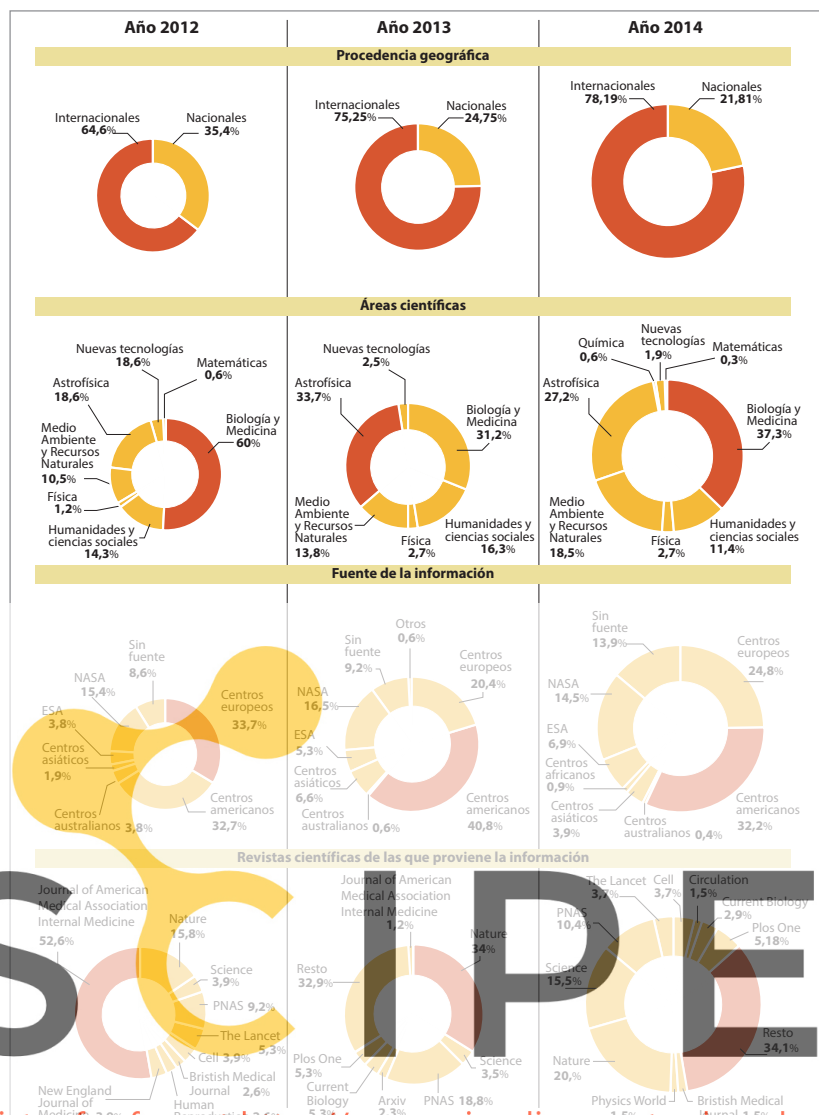 Año 2012
Año 2013
Año 2014
Procedencia geográfica
Internacionales
64,6%
Nacionales
35,4%
Internacionales
75,25%
Nacionales
24,75%
Internacionales
78,19%
Nacionales
21,81%
Áreas científicas
Nuevas tecnologías
18,6%
Matemáticas
0,6%
Astrofísica
18,6%
Biología y
Medicina
60%
Medio
Ambiente
y Recursos
Naturales
10,5%
Física
1,2%
Humanidades y
ciencias sociales
14,3%
Nuevas tecnologías
2,5%
Astrofísica
33,7%
Biología y
Medicina
31,2%
Medio
Ambiente
y Recursos
Naturales
13,8%
Física
2,7%
Humanidades y
ciencias sociales
16,3%
Química
0,6%
Nuevas
tecnologías
1,9%
Matemáticas
0,3%
Astrofísica
27,2%
Biología y
Medicina
37,3%
Medio
Ambiente
y Recursos
Naturales
18,5%
Física
2,7%
Humanidades y
ciencias sociales
11,4%
Fuente de la información
Sin
fuente
8,6%
NASA
15,4%
ESA
3,8%
Centros
asiáticos
1,9%
Centros
australianos 3,8%
Centros
europeos
33,7%
Centros
americanos
32,7%
Otros
0,6%
Sin
fuente
9,2%
Centros
europeos
20,4%
NASA
16,5%
ESA
5,3%
Centros
asiáticos
6,6%
Centros
australianos 0,6%
Centros
americanos
40,8%
Sin
fuente
13,9%
Centros
europeos
24,8%
NASA
14,5%
ESA
6,9%
Centros
africanos
0,9%
Centros
asiáticos
3,9%
Centros
australianos 0,4%
Centros
americanos
32,2%
Revistas científicas de las que proviene la información
SCIPE
Journal of American
Medical Association
Internal Medicine
52,6%
Nature
15,8%
Science
3,9%
PNAS 9,2%
The Lancet
5,3%
Cell 3,9%
Bristish Medical
Journal 2,6%
Human
New England
Journal of
Journal of American
Medical Association
Internal Medicine
1,2%
Nature
34%
Resto
32,9%
Science
3,5%
Plos One
5,3%
Current
Biology
5,3%
Arxiv
2,3%
PNAS 18,8%
The Lancet
3,7%
Cell
3,7%
Circulation
1,5%
Current Biology
2,9%
Plos One
5,18%
PNAS
10,4%
Science
15,5%
Resto
34,1%
Nature
20,%
Physics World
1,5%
Bristish Medical
Journal 1,5%